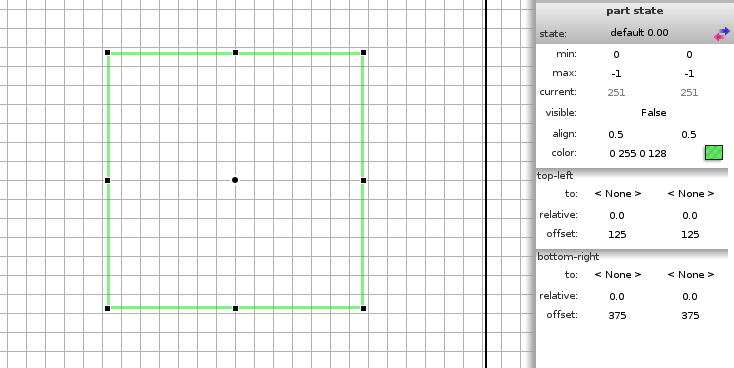 part state
state: default 0.00
min: 0 0
max: -1 -1
current: 251 251
visible: False
align: 0.5 0.5
color: 0 255 0 128
top-left
to: < None > < None >
relative: 0.0 0.0
offset: 125 125
bottom-right
to: < None > < None >
relative: 0.0 0.0
offset: 375 375